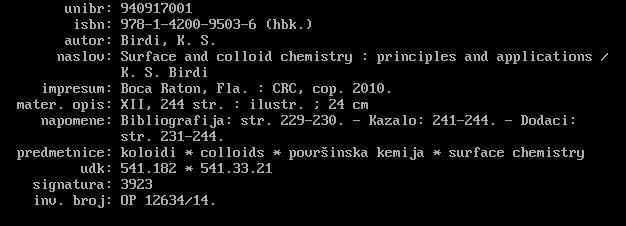 unibr: 940917001
isbn: 978-1-4200-9503-6 (hbk.)
autor: Birdi, K. S.
naslov: Surface and colloid chemistry : principles and applications /
K. S. Birdi
impresum: Boca Raton, Fla. : CRC, cop. 2010.
mater. opis: XII, 244 str. : ilustr. ; 24 cm
napomene: Bibliografija: str. 229-230. - Kazalo: 241-244. - Dodaci:
str. 231-244.
predmetnice: koloidi * colloids * površinska kemija * surface chemistry
udk: 541.182 * 541.33.21
signatura: 3923
inv. broj: OP 12634/14.